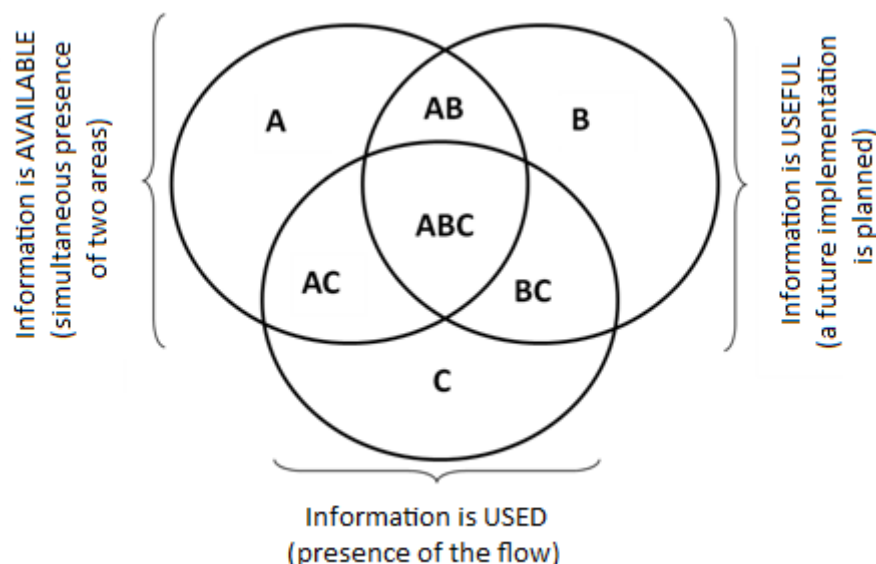 Information is AVAILABLE
(simultaneous presence
of two areas)
A
AB
B
ABC
AC
BC
C
Information is USEFUL
(a future implementation
is planned)
Information is USED
(presence of the flow)